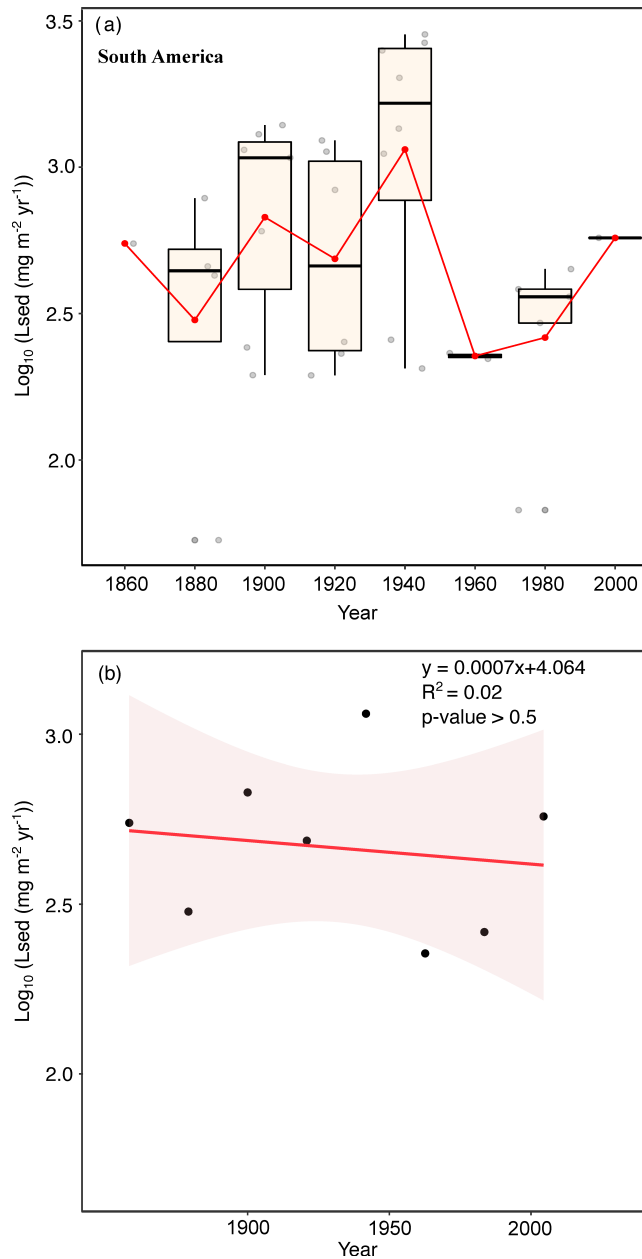 (a)
South America
3.5
3.0
2.5
2.0
Log₁₀ (Lsed (mg m⁻² yr⁻¹))
1860 1880 1900 1920 1940 1960 1980 2000
Year
(b)
y = 0.0007x+4.064
R² = 0.02
p-value > 0.5
3.0
2.5
2.0
Log₁₀ (Lsed (mg m⁻² yr⁻¹))
1900 1950 2000
Year